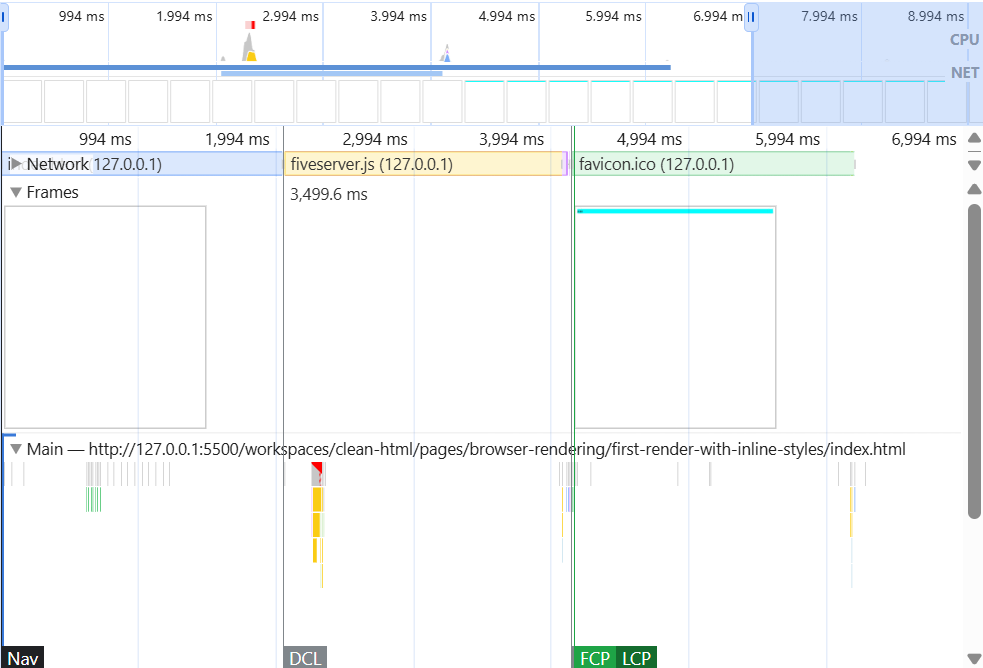 994 ms 1.994 ms 2.994 ms 3.994 ms 4.994 ms 5.994 ms 6.994 m 7.994 ms 8.994 ms
CPU
NET
994 ms 1,994 ms 2,994 ms 3,994 ms 4,994 ms 5,994 ms 6,994 ms
Network 127.0.0.1) fiveserver.js (127.0.0.1) favicon.ico (127.0.0.1)
Frames 3,499.6 ms
Main — http://127.0.0.1:5500/workspaces/clean-html/pages/browser-rendering/first-render-with-inline-styles/index.html
Nav DCL FCP LCP